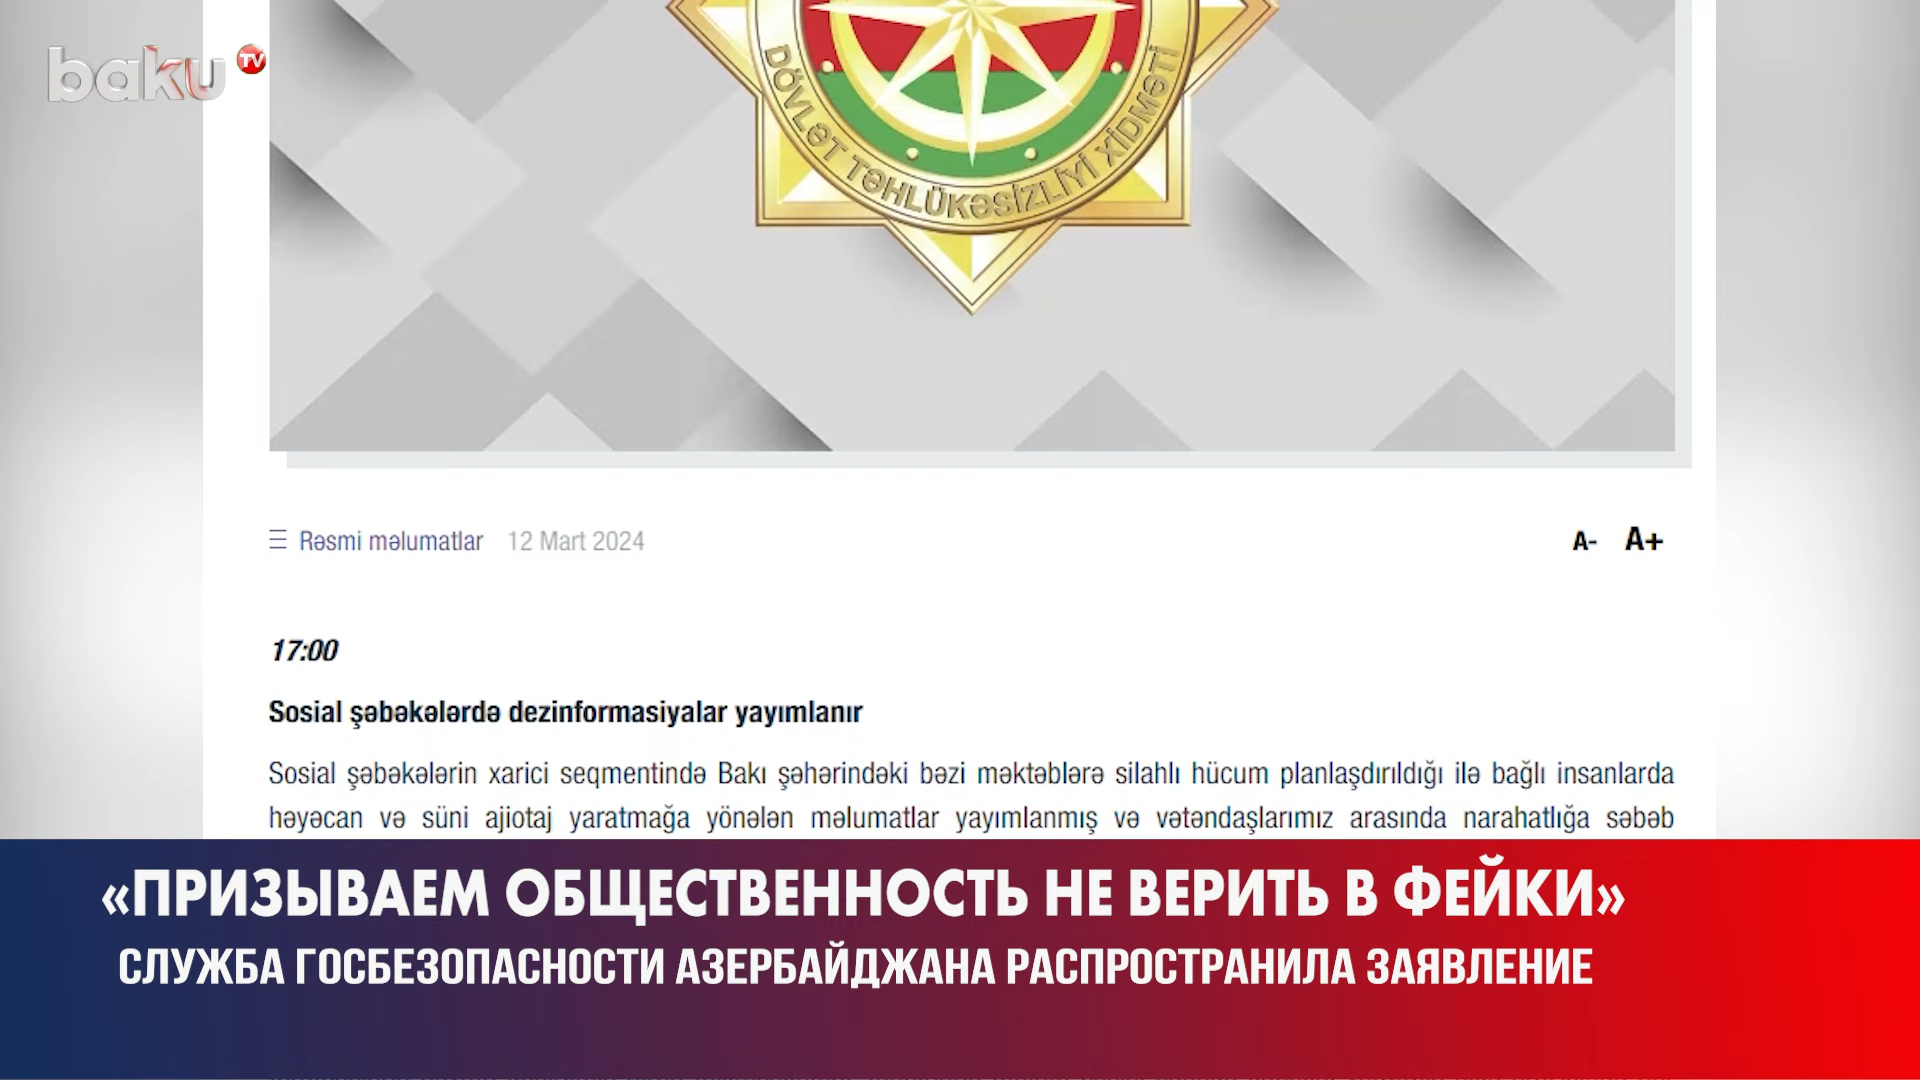 baku TV
DÖVLƏT TƏHLÜKƏSİZLİYİ XİDMƏTİ
Rəsmi məlumatlar 12 Mart 2024
A- A+
17:00
Sosial şəbəkələrdə dezinformasiyalar yayımlanır
Sosial şəbəkələrin xarici seqmentində Bakı şəhərindəki bəzi məktəblərə silahlı hücum planlaşdırıldığı ilə bağlı insanlarda
həyəcan və süni ajiotaj yaratmağa yönələn məlumatlar yayımlanmış və vətəndaşlarımız arasında narahatlığa səbəb
«ПРИЗЫВАЕМ ОБЩЕСТВЕННОСТЬ НЕ ВЕРИТЬ В ФЕЙКИ»
СЛУЖБА ГОСБЕЗОПАСНОСТИ АЗЕРБАЙДЖАНА РАСПРОСТРАНИЛА ЗАЯВЛЕНИЕ